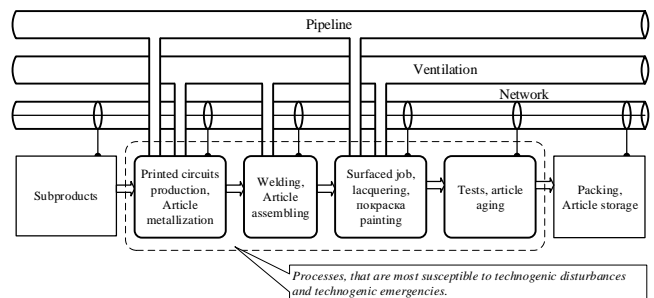 Pipeline
Ventilation
Network
Subproducts
Printed circuits
production,
Article
metallization
Welding,
Article
assembling
Surfaced job,
lacquering,
покраска
painting
Tests, article
aging
Packing,
Article storage
Processes, that are most susceptible to technogenic disturbances
and technogenic emergencies.